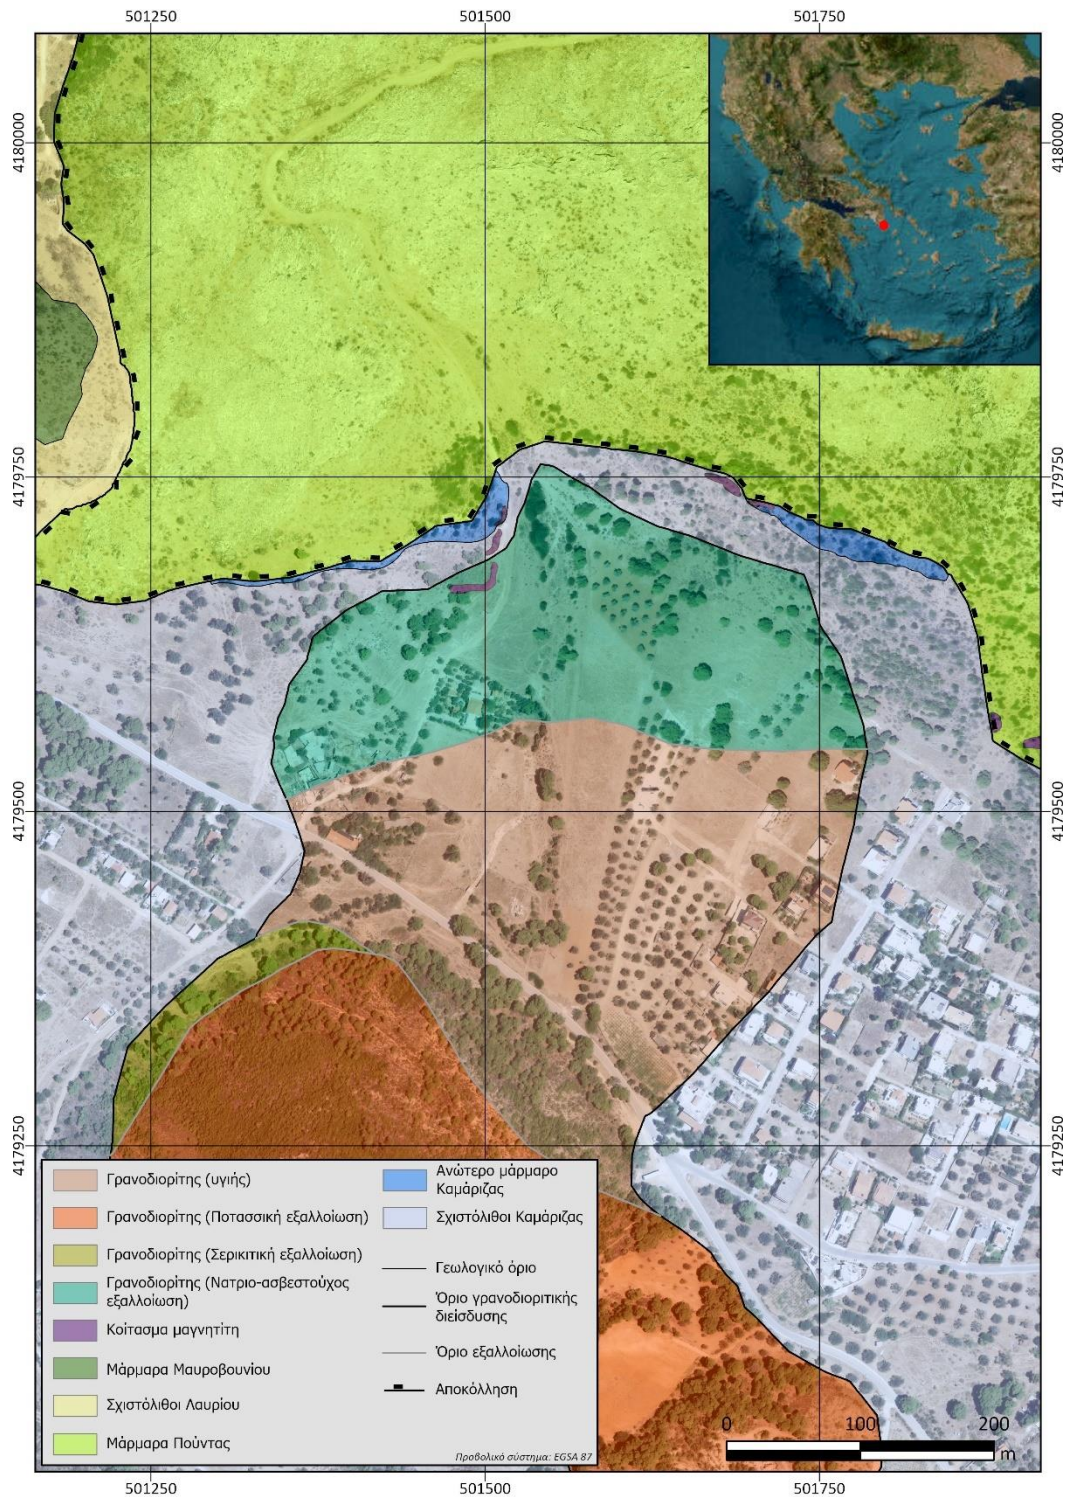 501250
501500
501750
4180000
4180000
4179750
4179750
4179500
4179500
4179250
4179250
Γρανοδιορίτης (υγιής)
Γρανοδιορίτης (Ποτασσική εξαλλοίωση)
Γρανοδιορίτης (Σερικιτική εξαλλοίωση)
Γρανοδιορίτης (Νατριο-ασβεστούχος
εξαλλοίωση)
Κοίτασμα μαγνητίτη
Μάρμαρα Μαυροβουνίου
Σχιστόλιθοι Λαυρίου
Μάρμαρα Πούντας
Ανώτερο μάρμαρο
Καμάριζας
Σχιστόλιθοι Καμάριζας
Γεωλογικό όριο
Όριο γρανοδιοριτικής
διείσδυσης
Όριο εξαλλοίωσης
Αποκόλληση
Προβολικό σύστημα: EGSA 87
0
100
200
m
501250
501500
501750